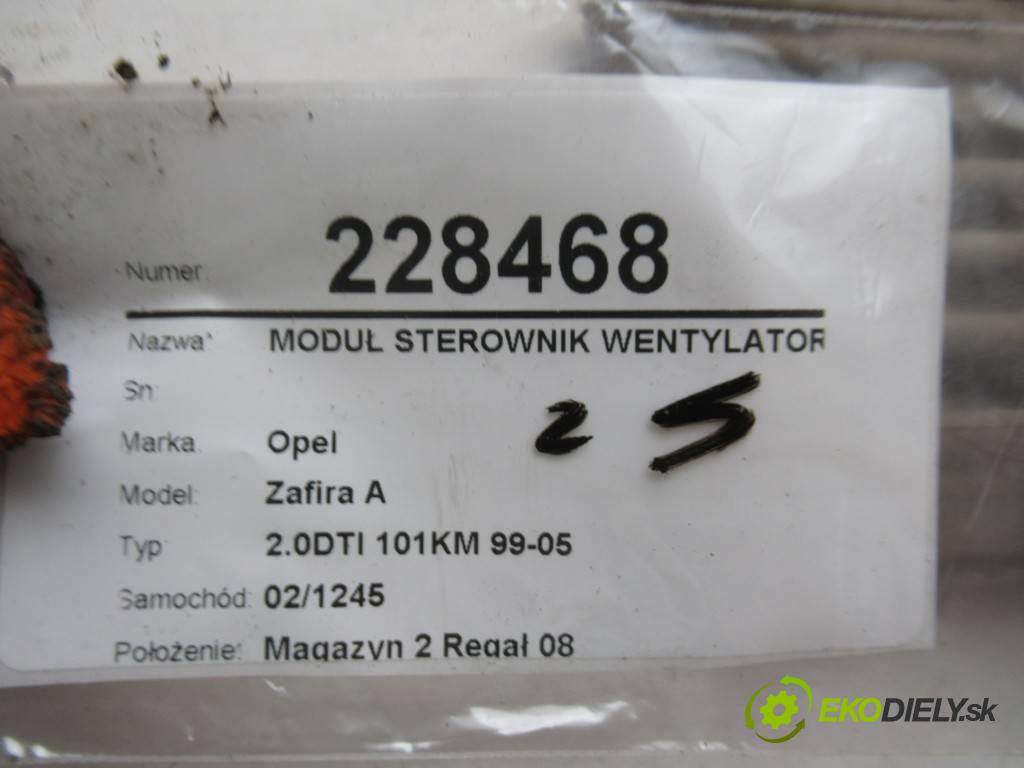 Numer: 228468
Nazwa: MODUŁ STEROWNIK WENTYLATOR
Sn:
2 5
Marka: Opel
Model: Zafira A
Typ: 2.0DTI 101KM 99-05
Samochód: 02/1245
Położenie: Magazyn 2 Regał 08
EKODIELY.sk